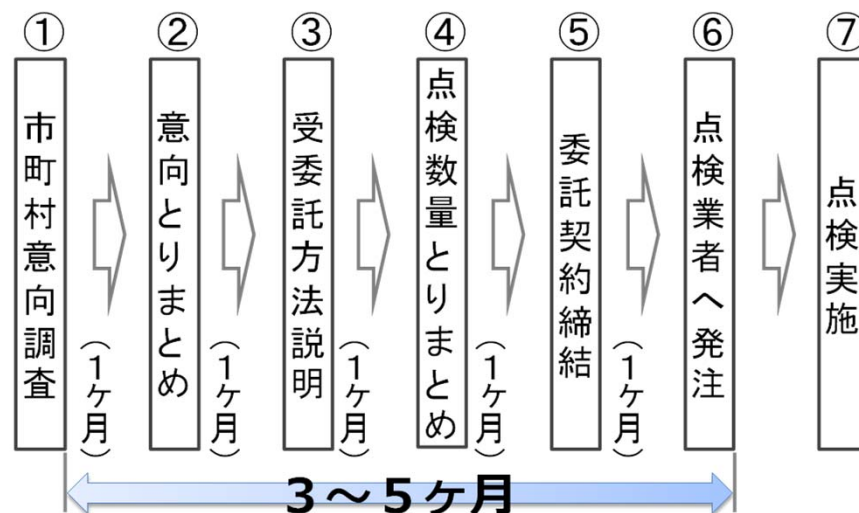 ①
市町村意向調査
(1ヶ月)
②
意向とりまとめ
(1ヶ月)
③
受委託方法説明
(1ヶ月)
④
点検数量とりまとめ
(1ヶ月)
⑤
委託契約締結
(1ヶ月)
⑥
点検業者へ発注
⑦
点検実施
3～5ヶ月